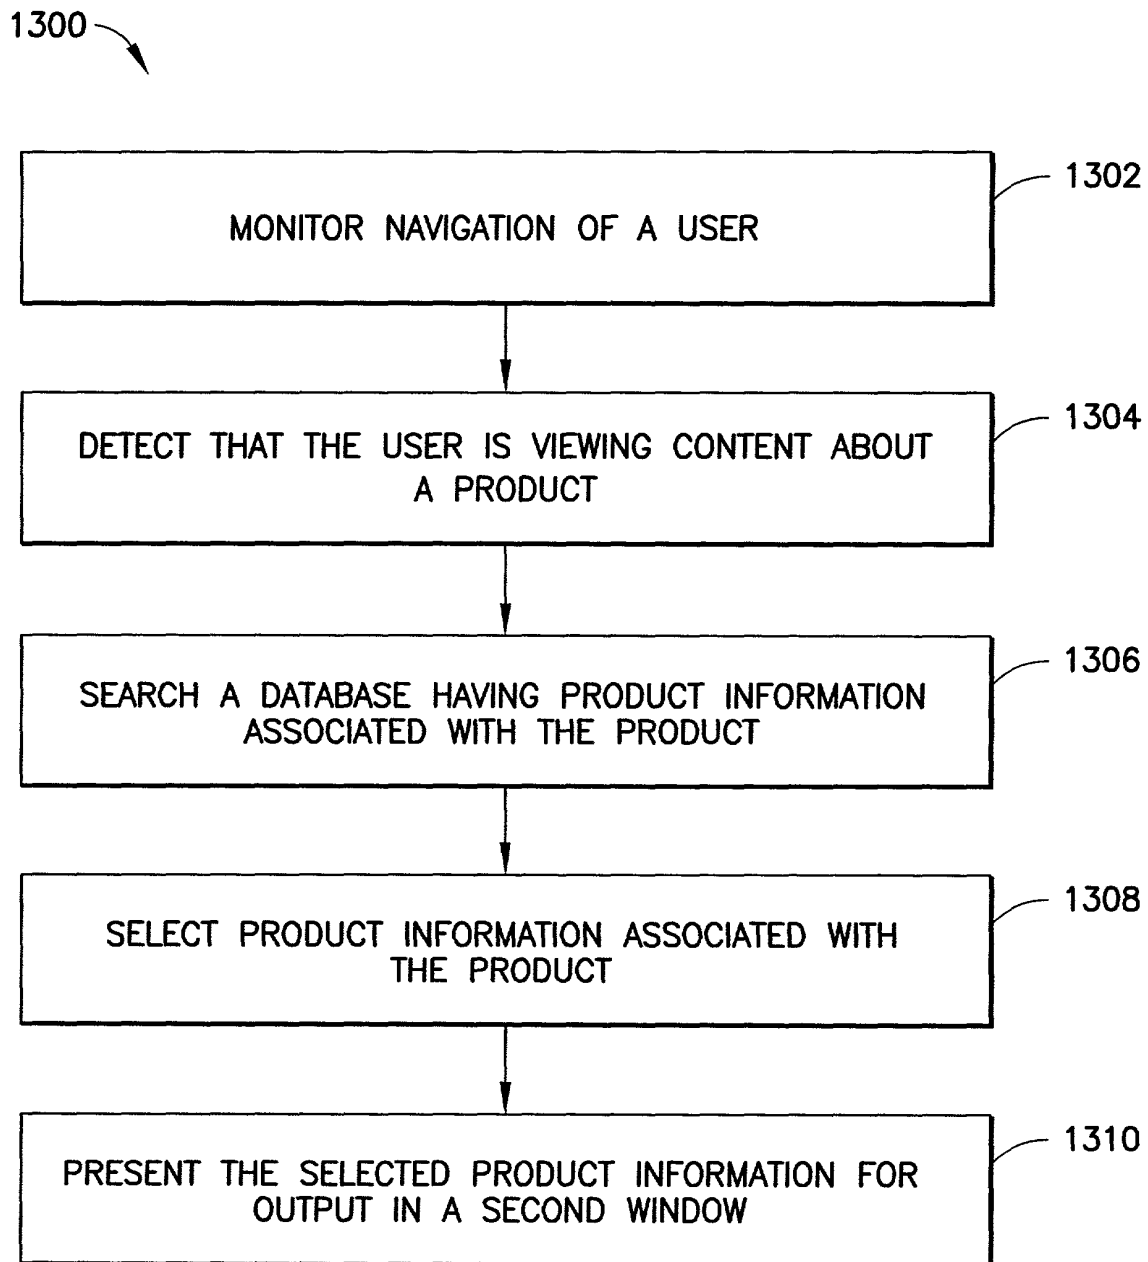 1300
MONITOR NAVIGATION OF A USER
1302
DETECT THAT THE USER IS VIEWING CONTENT ABOUT
A PRODUCT
1304
SEARCH A DATABASE HAVING PRODUCT INFORMATION
ASSOCIATED WITH THE PRODUCT
1306
SELECT PRODUCT INFORMATION ASSOCIATED WITH
THE PRODUCT
1308
PRESENT THE SELECTED PRODUCT INFORMATION FOR
OUTPUT IN A SECOND WINDOW
1310